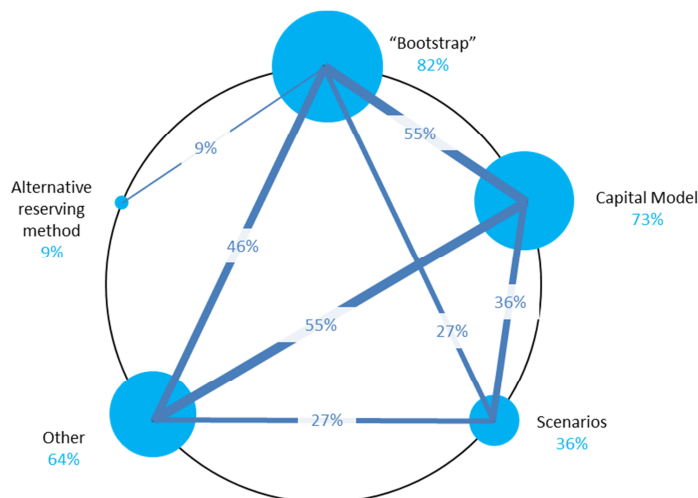 “Bootstrap”
82%
55%
9%
Alternative
reserving
method
9%
Capital Model
73%
46%
36%
55%
27%
27%
Other
64%
Scenarios
36%